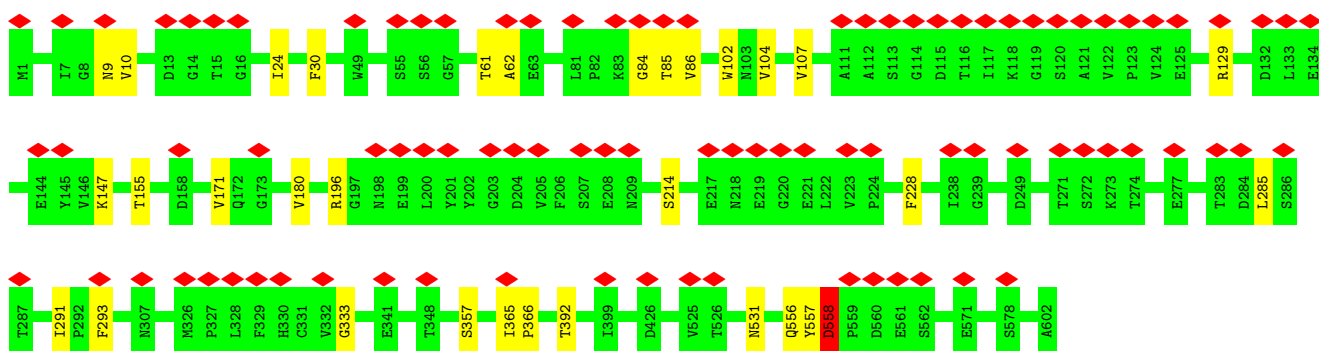 M1 I7 G8 N9 V10 D13 G14 T15 G16 I24 F30 W49 S55 S56 G57 T61 A62 E53 L81 P82 K83 G84 T85 V86 W102 N103 V104 V107 A111 A112 S113 G114 D115 T116 I117 K118 G119 S120 A121 V122 P123 V124 E125 R129 D132 L133 E134
E144 Y145 V146 K147 T155 D158 V171 Q172 G173 V180 R196 G197 N198 E199 L200 Y201 Y202 G203 D204 V205 F206 S207 E208 N209 S214 E217 N218 E219 G220 E221 L222 V223 P224 F228 I238 G239 D249 T271 S272 K273 T274 E277 T283 D284 L285 S286
T287 I291 P292 F293 N307 M326 P327 L328 F329 H330 C331 V332 G333 E341 T348 S357 I365 P366 T392 I399 D426 V525 T526 N531 Q556 Y557 D558 P559 D560 E561 S562 E571 S578 A602